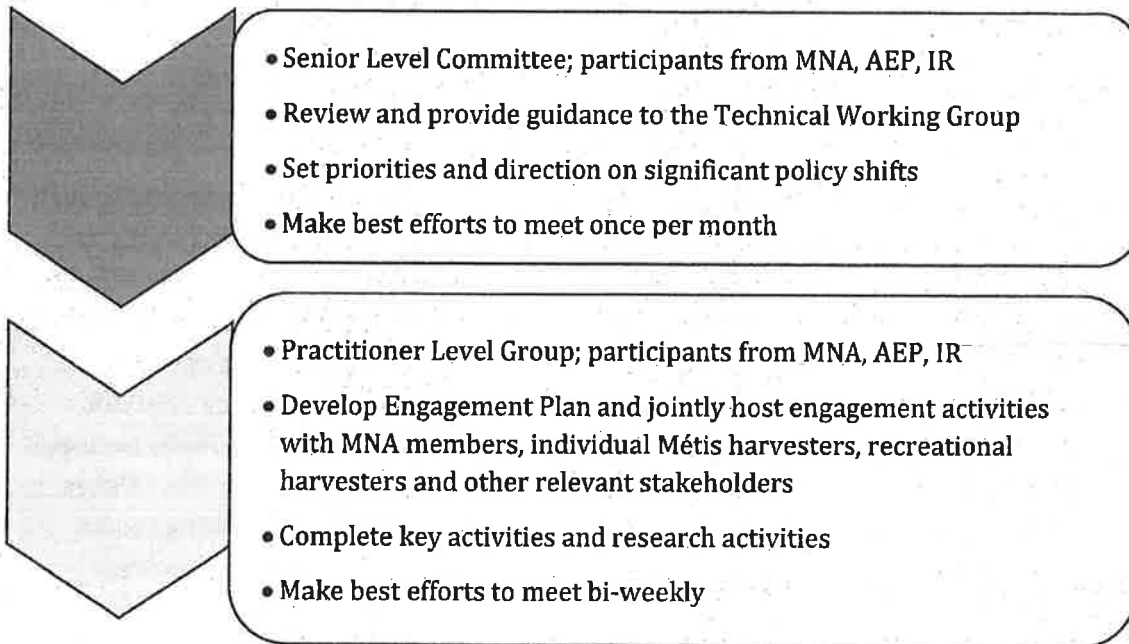 • Senior Level Committee; participants from MNA, AEP, IR
• Review and provide guidance to the Technical Working Group
• Set priorities and direction on significant policy shifts
• Make best efforts to meet once per month
• Practitioner Level Group; participants from MNA, AEP, IR
• Develop Engagement Plan and jointly host engagement activities
with MNA members, individual Métis harvesters, recreational
harvesters and other relevant stakeholders
• Complete key activities and research activities
• Make best efforts to meet bi-weekly